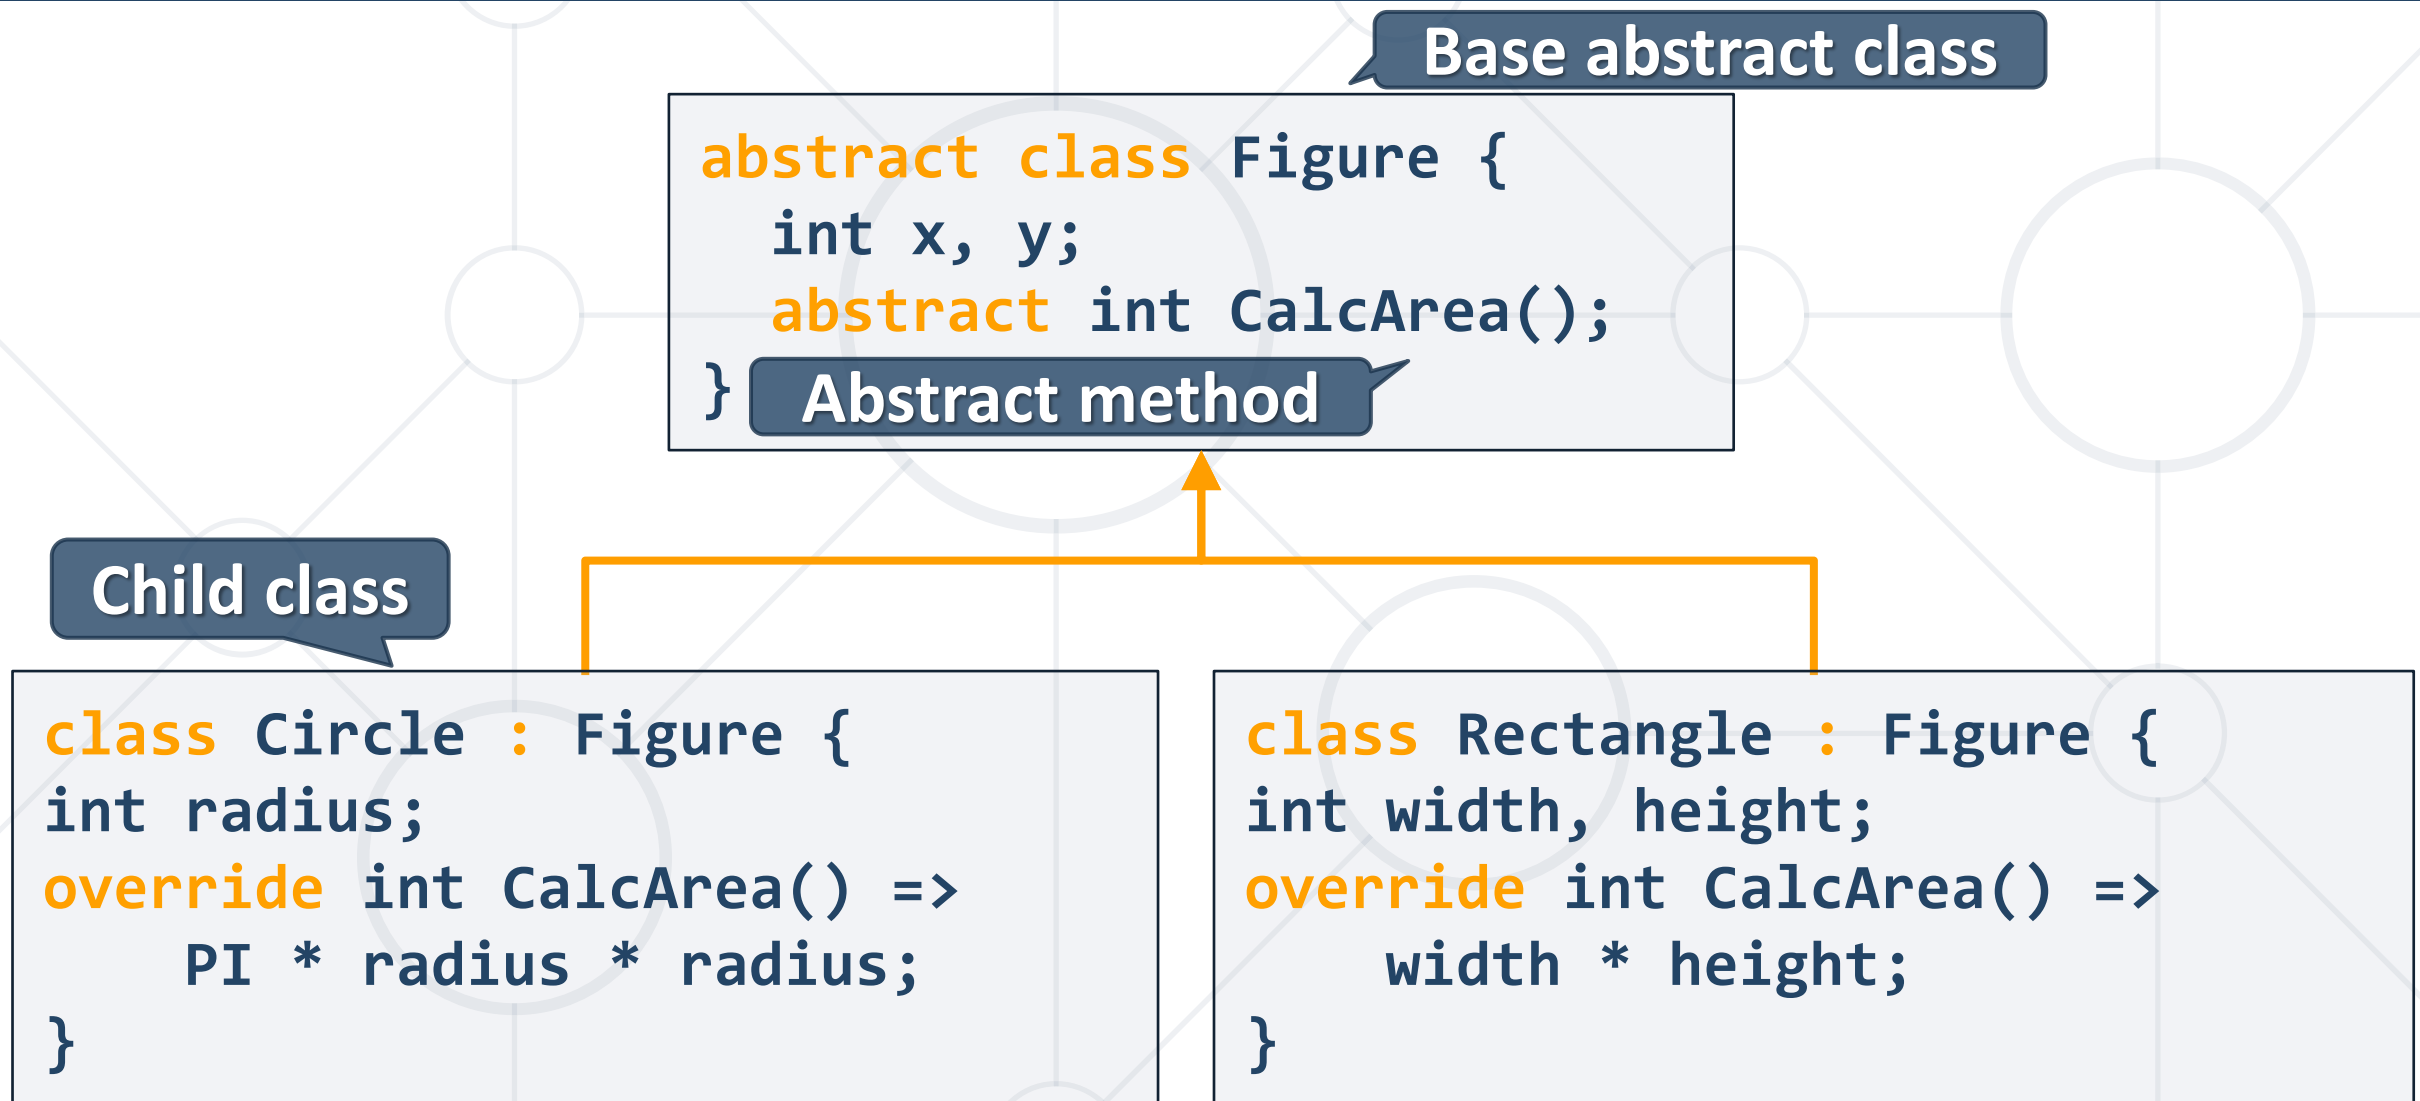 Base abstract class
abstract class Figure {
int x, y;
abstract int CalcArea();
}
Abstract method
Child class
class Circle : Figure {
int radius;
override int CalcArea() =>
PI * radius * radius;
}
class Rectangle : Figure {
int width, height;
override int CalcArea() =>
width * height;
}